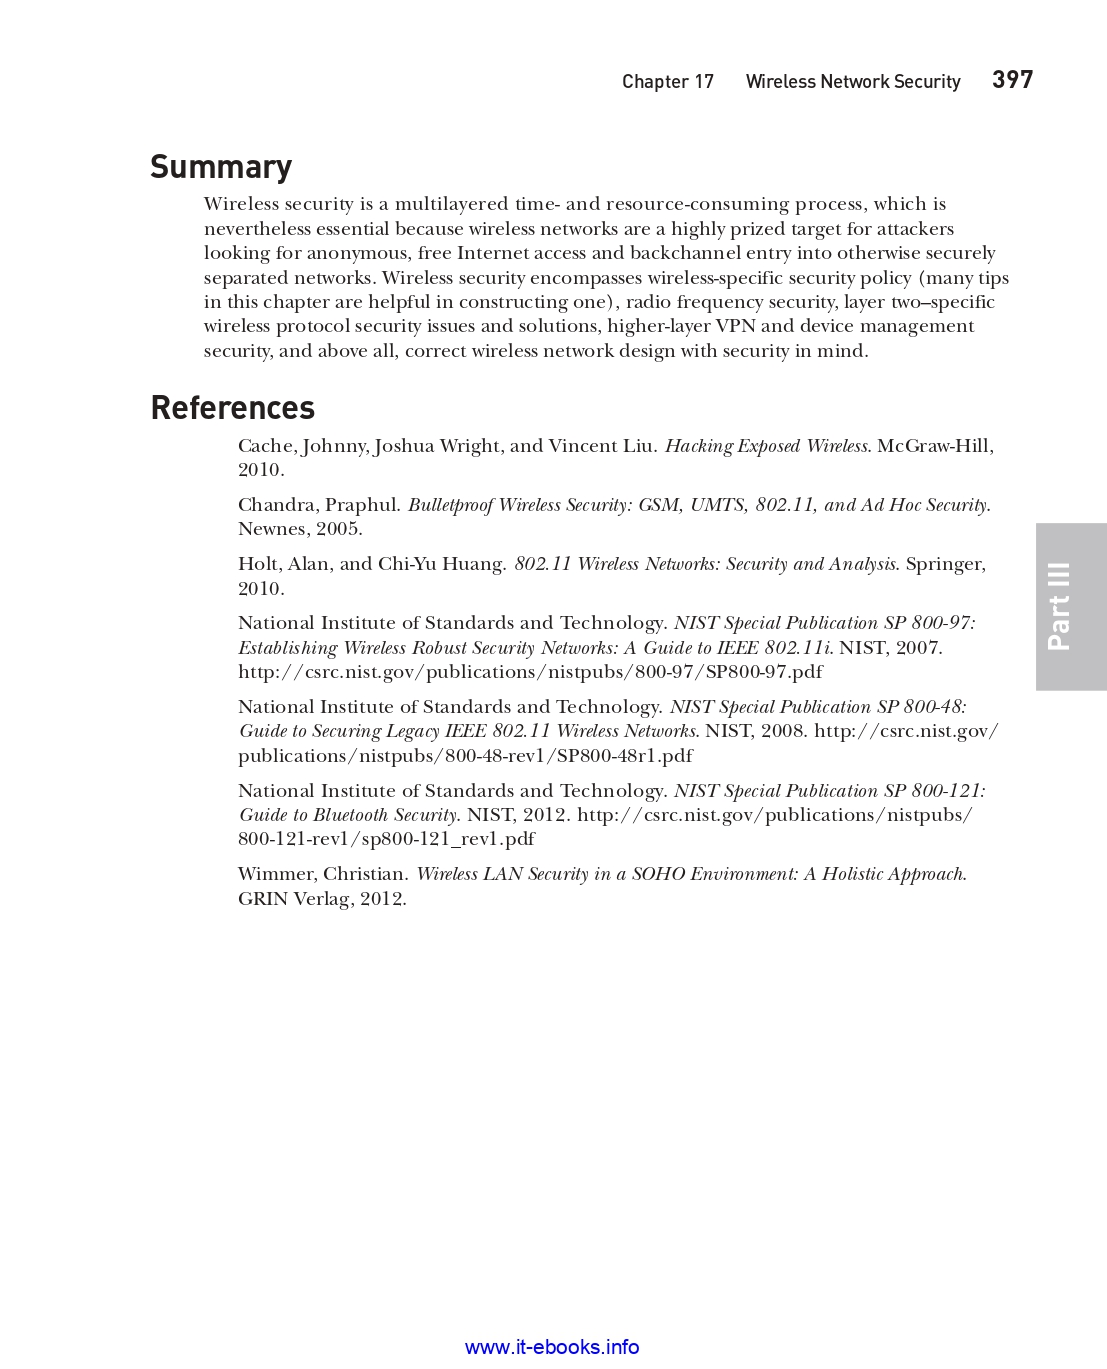 Chapter 17 Wireless Network Security 397
Summary
Wireless security is a multilayered time- and resource-consuming process, which is
nevertheless essential because wireless networks are a highly prized target for attackers
looking for anonymous, free Internet access and backchannel entry into otherwise securely
separated networks. Wireless security encompasses wireless-specific security policy (many tips
in this chapter are helpful in constructing one), radio frequency security, layer two–specific
wireless protocol security issues and solutions, higher-layer VPN and device management
security, and above all, correct wireless network design with security in mind.
References
Cache, Johnny, Joshua Wright, and Vincent Liu. Hacking Exposed Wireless. McGraw-Hill,
2010.
Chandra, Praphul. Bulletproof Wireless Security: GSM, UMTS, 802.11, and Ad Hoc Security.
Newnes, 2005.
Holt, Alan, and Chi-Yu Huang. 802.11 Wireless Networks: Security and Analysis. Springer,
2010.
National Institute of Standards and Technology. NIST Special Publication SP 800-97:
Establishing Wireless Robust Security Networks: A Guide to IEEE 802.11i. NIST, 2007.
http://csrc.nist.gov/publications/nistpubs/800-97/SP800-97.pdf
National Institute of Standards and Technology. NIST Special Publication SP 800-48:
Guide to Securing Legacy IEEE 802.11 Wireless Networks. NIST, 2008. http://csrc.nist.gov/
publications/nistpubs/800-48-rev1/SP800-48r1.pdf
National Institute of Standards and Technology. NIST Special Publication SP 800-121:
Guide to Bluetooth Security. NIST, 2012. http://csrc.nist.gov/publications/nistpubs/
800-121-rev1/sp800-121_rev1.pdf
Wimmer, Christian. Wireless LAN Security in a SOHO Environment: A Holistic Approach.
GRIN Verlag, 2012.
Part III
www.it-ebooks.info